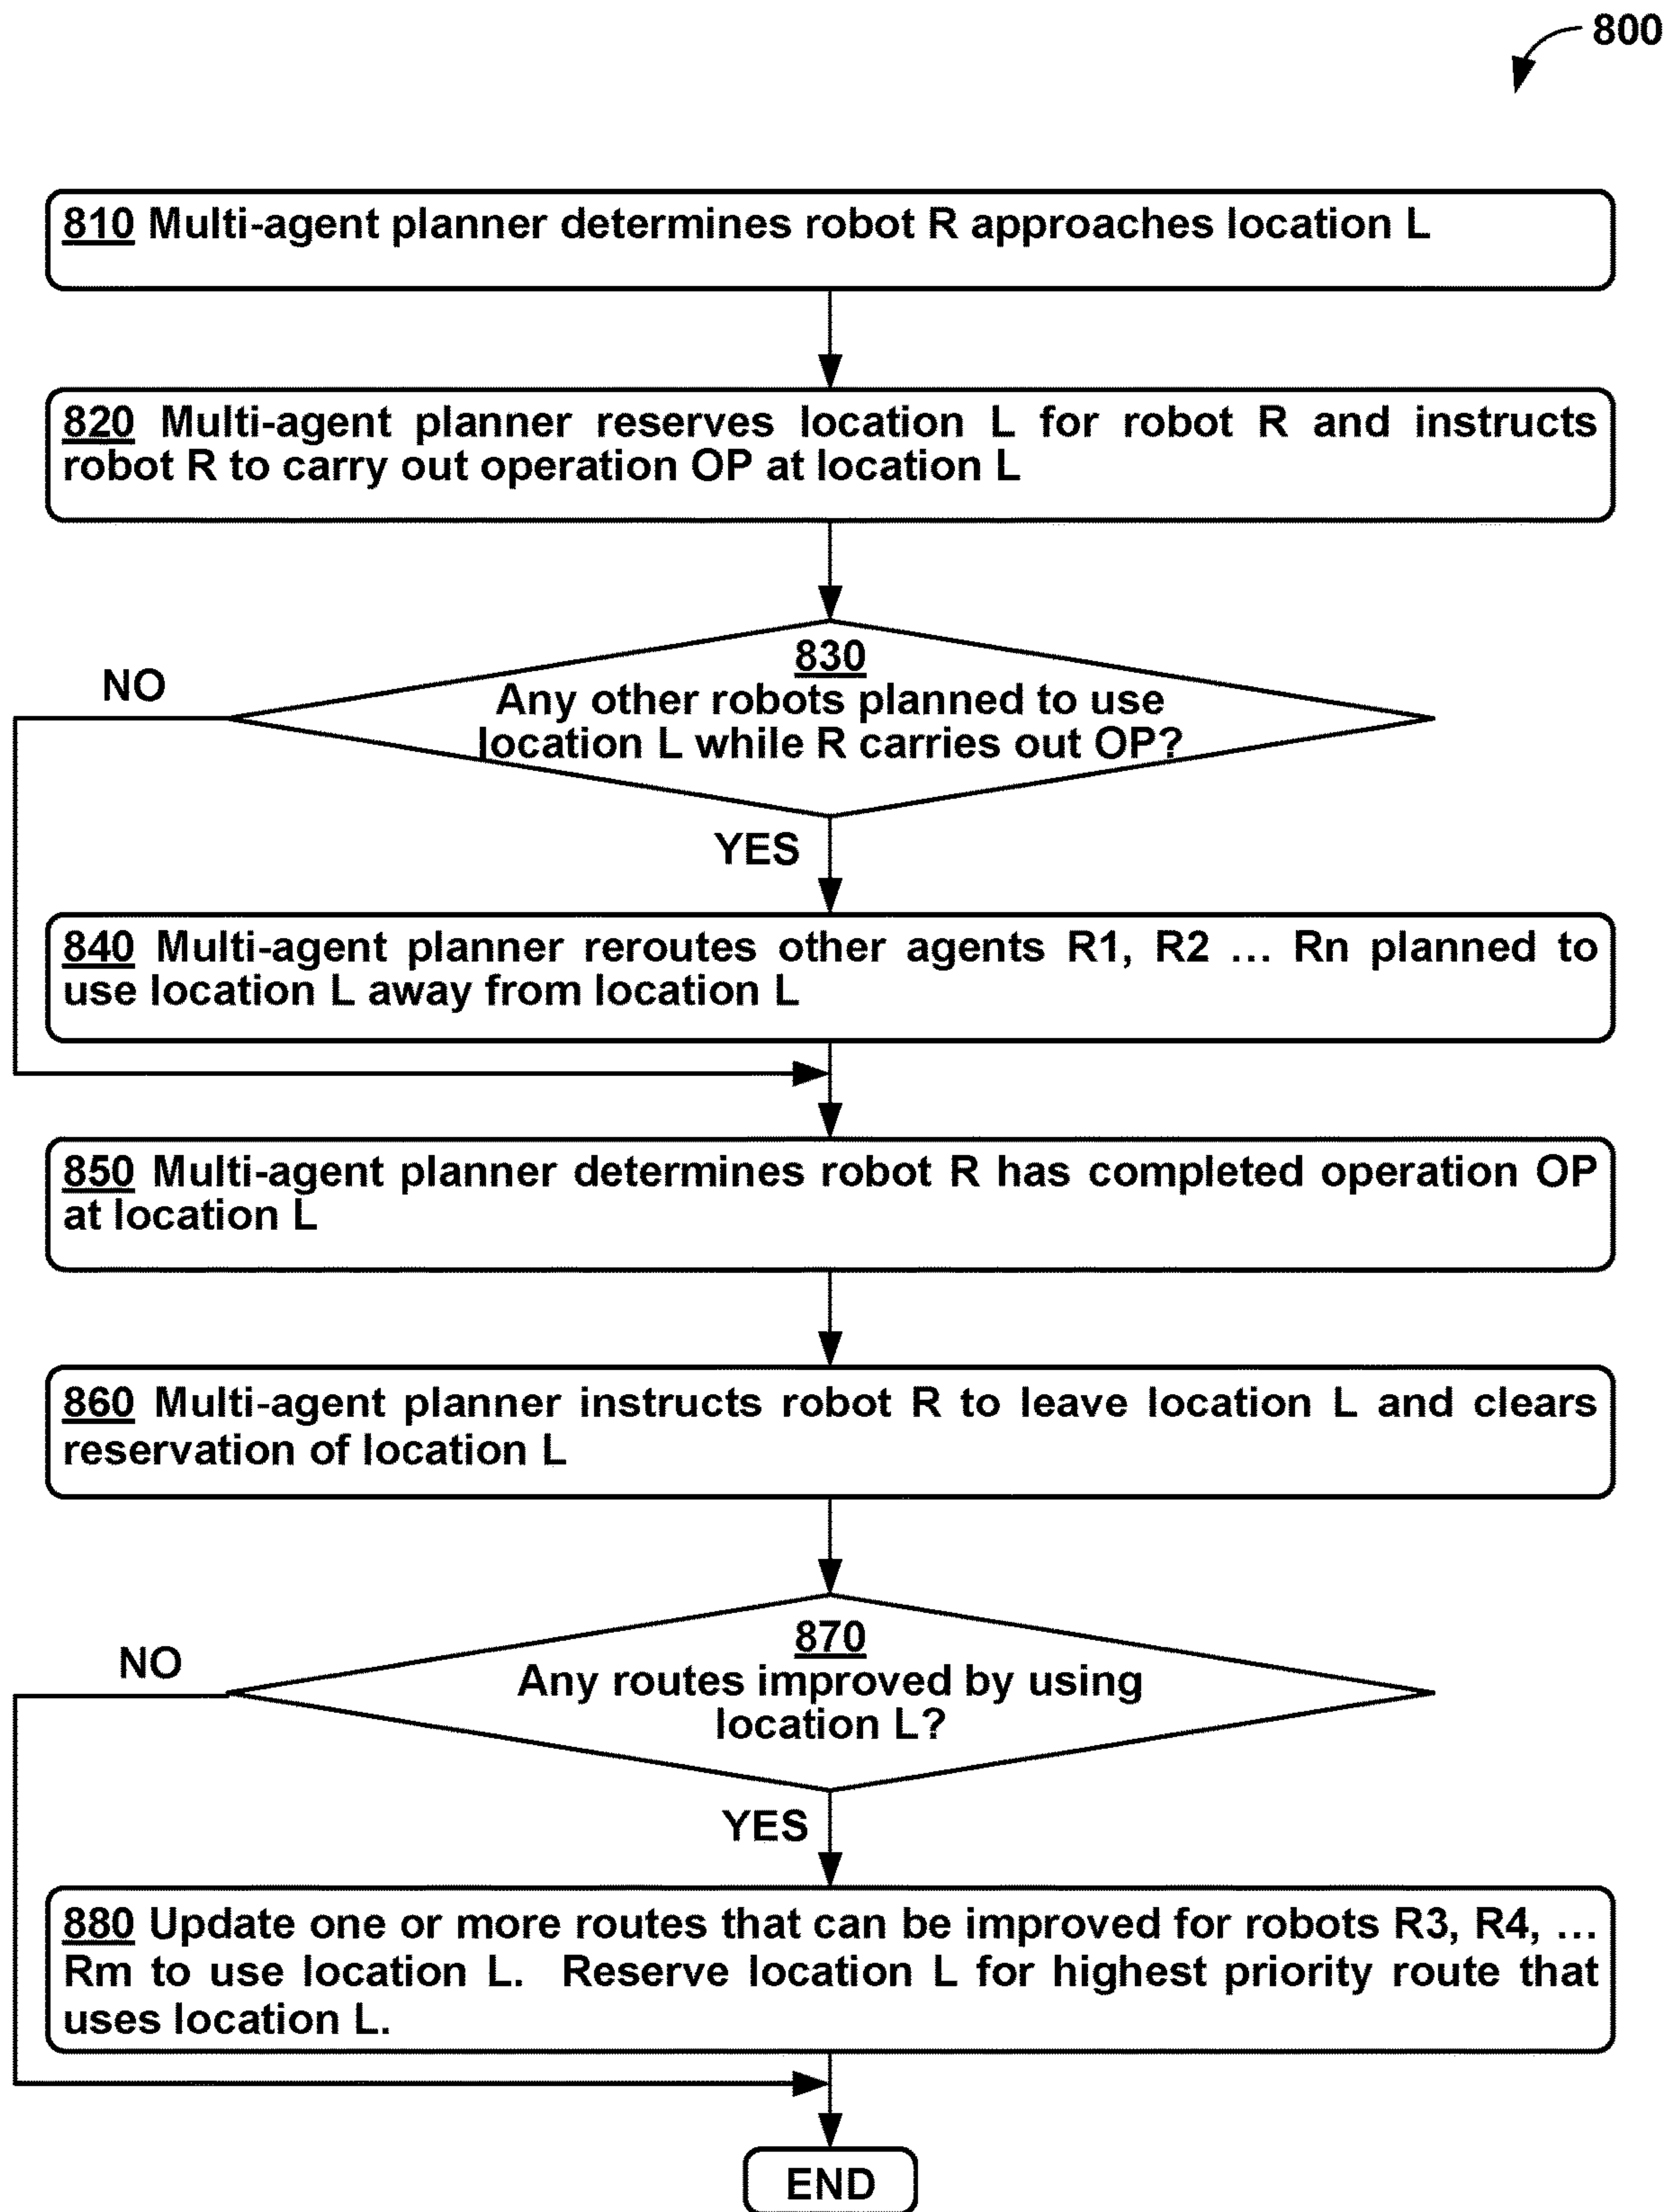 800
810 Multi-agent planner determines robot R approaches location L
820 Multi-agent planner reserves location L for robot R and instructs
robot R to carry out operation OP at location L
830
Any other robots planned to use
location L while R carries out OP?
NO
YES
840 Multi-agent planner reroutes other agents R1, R2 ... Rn planned to
use location L away from location L
850 Multi-agent planner determines robot R has completed operation OP
at location L
860 Multi-agent planner instructs robot R to leave location L and clears
reservation of location L
870
Any routes improved by using
location L?
NO
YES
880 Update one or more routes that can be improved for robots R3, R4, ...
Rm to use location L. Reserve location L for highest priority route that
uses location L.
END